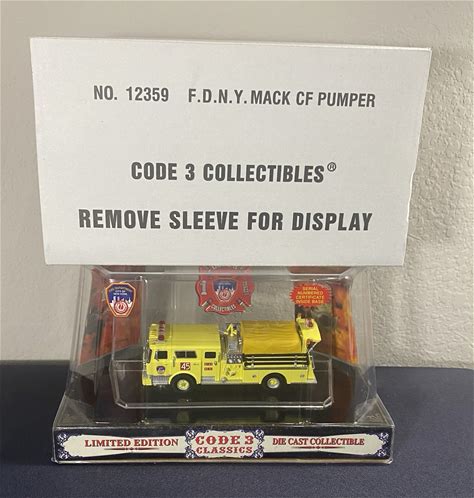 NO. 12359 F.D.N.Y. MACK CF PUMPER
CODE 3 COLLECTIBLES®
REMOVE SLEEVE FOR DISPLAY
SERIAL
NUMBERED
CERTIFICATE
INSIDE BASE
45
LIMITED EDITION
CODE 3
CLASSICS
DIE CAST COLLECTIBLE